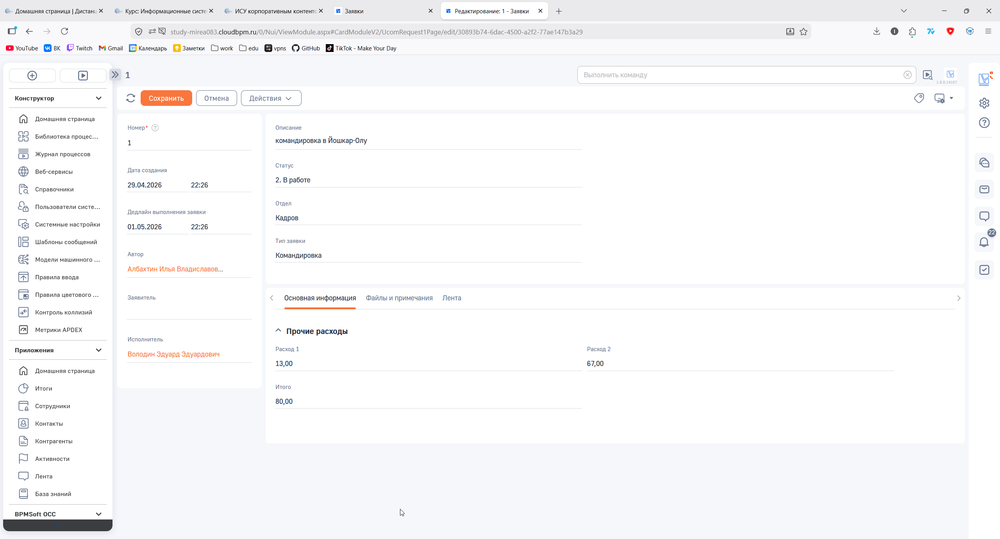 Домашняя страница | Дистанц
Курс: Информационные систе
ИСУ корпоративным контенто
Заявки
Редактирование: 1 - Заявки
study-mirea083.cloudbpm.ru/0/Nui/ViewModule.aspx#CardModuleV2/UcomRequest1Page/edit/30893b74-6dac-4500-a2f2-77ae147b3a29
YouTube
ВК
Twitch
Gmail
31
Календарь
Заметки
work
edu
vpns
GitHub
TikTok - Make Your Day
1
Выполнить команду
1.8.0.14107
ЮКОМС
Конструктор
Домашняя страница
Библиотека процес...
Журнал процессов
Веб-сервисы
Справочники
Пользователи систе...
Системные настройки
Шаблоны сообщений
Модели машинного ...
Правила ввода
Правила цветового ...
Контроль коллизий
Метрики APDEX
Приложения
Домашняя страница
Итоги
Сотрудники
Контакты
Контрагенты
Активности
Лента
База знаний
BPMSoft ОСС
Сохранить
Отмена
Действия
Номер*
1
Дата создания
29.04.2026 22:26
Дедлайн выполнения заявки
01.05.2026 22:26
Автор
Албахтин Илья Владиславов...
Заявитель
Исполнитель
Володин Эдуард Эдуардович
Описание
командировка в Йошкар-Олу
Статус
2. В работе
Отдел
Кадров
Тип заявки
Командировка
Основная информация
Файлы и примечания
Лента
Прочие расходы
Расход 1
13,00
Расход 2
67,00
Итого
80,00
22